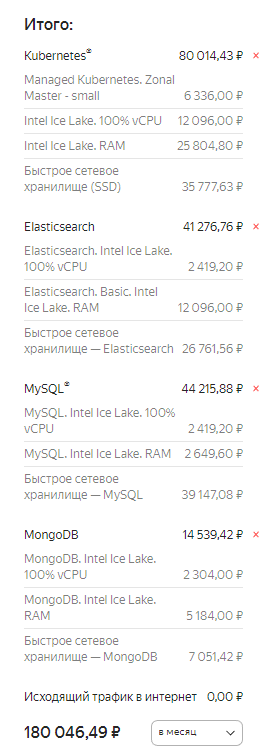 Итого:
Kubernetes® 80 014,43 ₽ ×
Managed Kubernetes. Zonal
Master - small 6 336,00 ₽
Intel Ice Lake. 100% vCPU 12 096,00 ₽
Intel Ice Lake. RAM 25 804,80 ₽
Быстрое сетевое
хранилище (SSD) 35 777,63 ₽
Elasticsearch 41 276,76 ₽ ×
Elasticsearch. Intel Ice Lake.
100% vCPU 2 419,20 ₽
Elasticsearch. Basic. Intel
Ice Lake. RAM 12 096,00 ₽
Быстрое сетевое
хранилище — Elasticsearch 26 761,56 ₽
MySQL® 44 215,88 ₽ ×
MySQL. Intel Ice Lake. 100%
vCPU 2 419,20 ₽
MySQL. Intel Ice Lake. RAM 2 649,60 ₽
Быстрое сетевое
хранилище — MySQL 39 147,08 ₽
MongoDB 14 539,42 ₽ ×
MongoDB. Intel Ice Lake.
100% vCPU 2 304,00 ₽
MongoDB. Intel Ice Lake.
RAM 5 184,00 ₽
Быстрое сетевое
хранилище — MongoDB 7 051,42 ₽
Исходящий трафик в интернет 0,00 ₽
180 046,49 ₽ в месяц